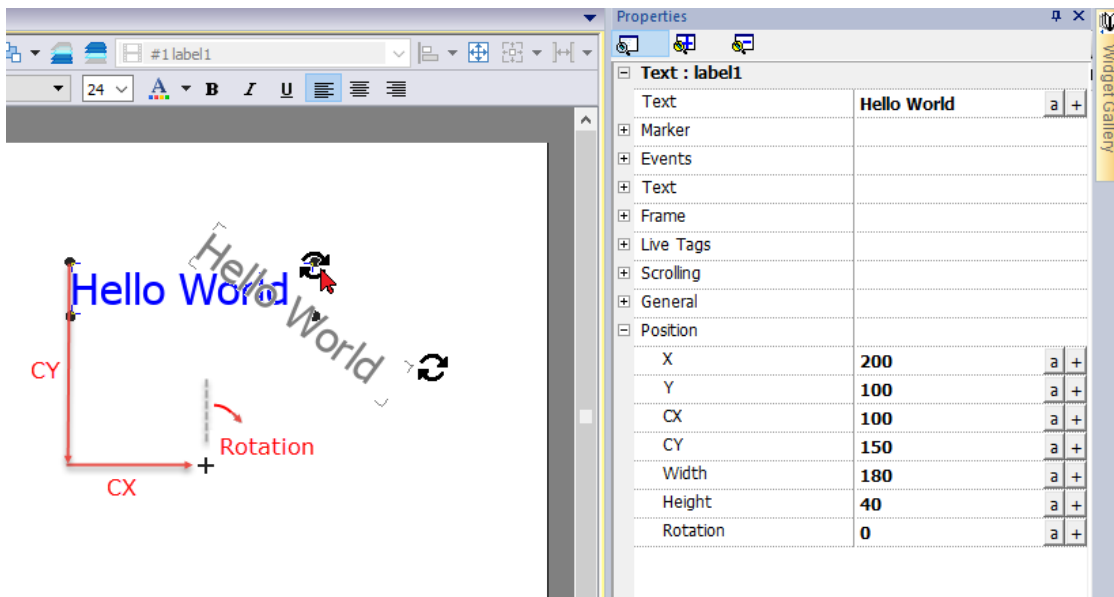 Properties
#1 label1
24
A
B
I
U
Text : label1
Text
Hello World
a
+
Marker
Events
Text
Frame
Live Tags
Scrolling
General
Position
X
200
a
+
Y
100
a
+
CX
100
a
+
CY
150
a
+
Width
180
a
+
Height
40
a
+
Rotation
0
a
+
Widget Gallery
Hello World
Hello World
CY
Rotation
CX